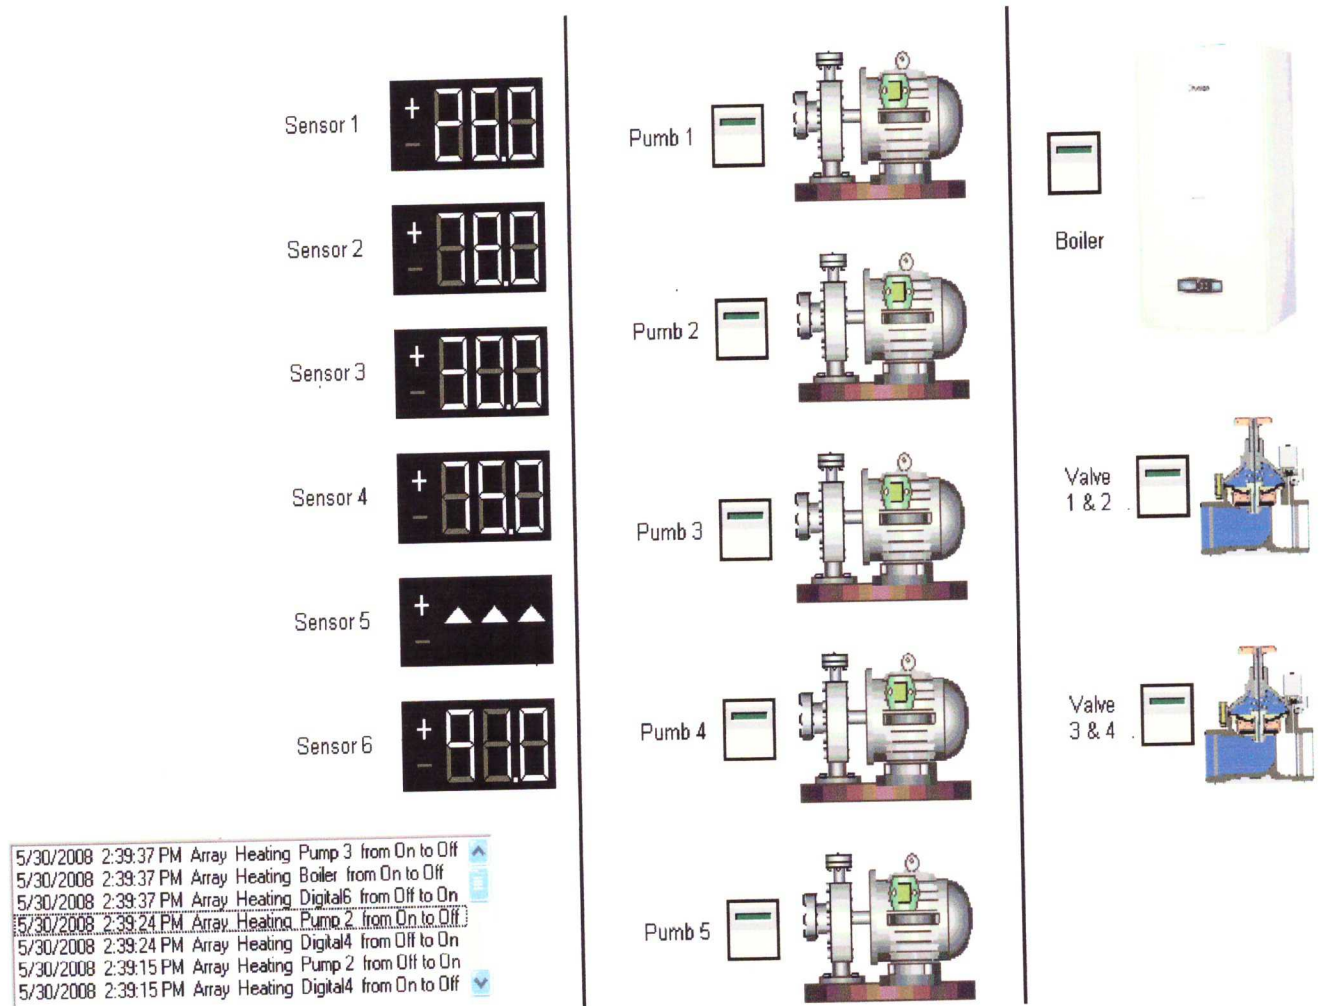 Sensor 1
Sensor 2
Sensor 3
Sensor 4
Sensor 5
Sensor 6
5/30/2008 2:39:37 PM Array Heating Pump 3 from On to Off
5/30/2008 2:39:37 PM Array Heating Boiler from On to Off
5/30/2008 2:39:37 PM Array Heating Digital6 from Off to On
5/30/2008 2:39:24 PM Array Heating Pump 2 from On to Off
5/30/2008 2:39:24 PM Array Heating Digital4 from Off to On
5/30/2008 2:39:15 PM Array Heating Pump 2 from Off to On
5/30/2008 2:39:15 PM Array Heating Digital4 from On to Off
Pumb 1
Pumb 2
Pumb 3
Pumb 4
Pumb 5
Boiler
Valve
1 & 2
Valve
3 & 4